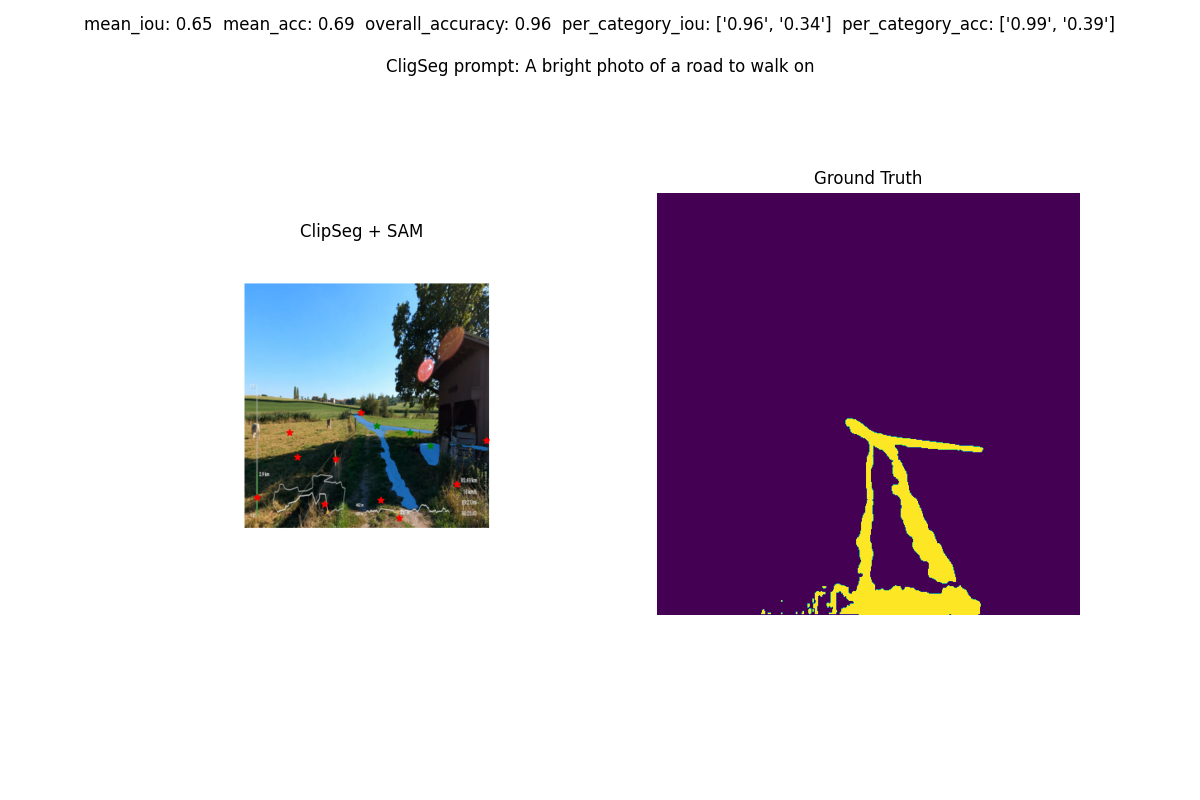 mean_iou: 0.65  mean_acc: 0.69  overall_accuracy: 0.96  per_category_iou: ['0.96', '0.34']  per_category_acc: ['0.99', '0.39']
CligSeg prompt: A bright photo of a road to walk on
ClipSeg + SAM
Ground Truth